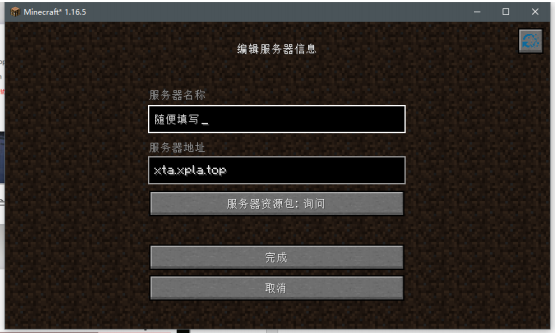 Minecraft* 1.16.5
编辑服务器信息
服务器名称
随便填写_
服务器地址
xta.xpla.top
服务器资源包: 询问
完成
取消